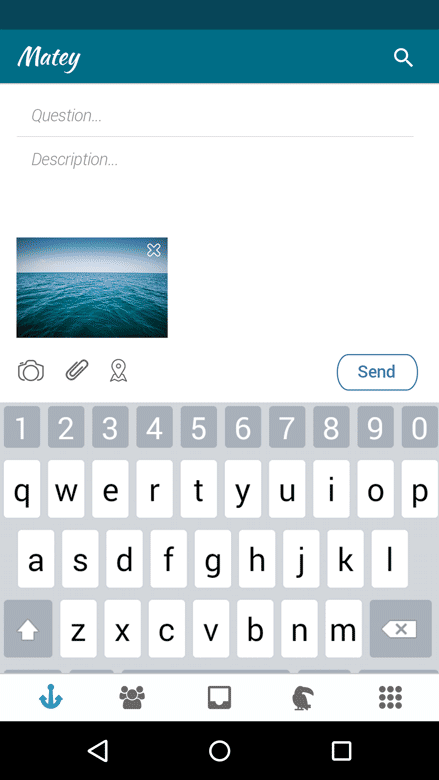 Matey
Question...
Description...
Send
1 2 3 4 5 6 7 8 9 0
q w e r t y u i o p
a s d f g h j k l
z x c v b n m